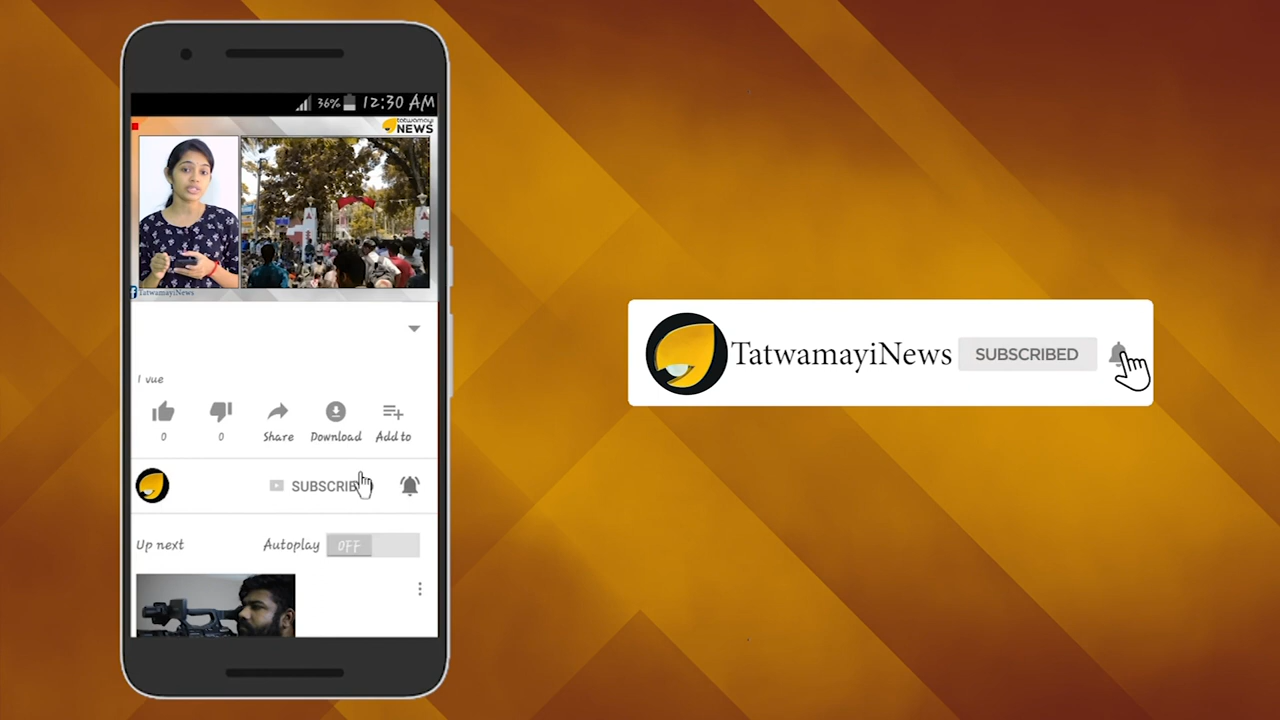 36% 12:30 AM
tatwamayi
NEWS
TatwamayiNews
1 vue
0 0 Share Download Add to
SUBSCRIBE
Up next Autoplay OFF
TatwamayiNews SUBSCRIBED